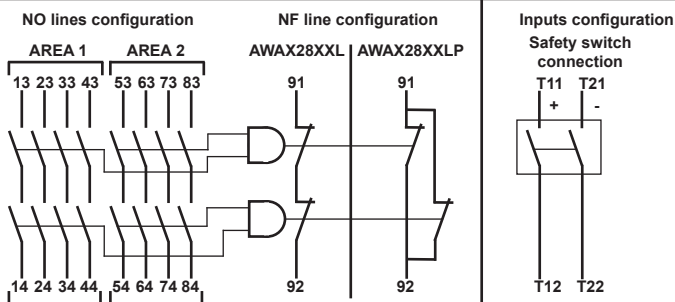 NO lines configuration
NF line configuration
Inputs configuration
AREA 1
AREA 2
AWAX28XXL
AWAX28XXLP
Safety switch
connection
13 23 33 43
53 63 73 83
91
91
T11 T21
+ -
14 24 34 44
54 64 74 84
92
92
T12 T22